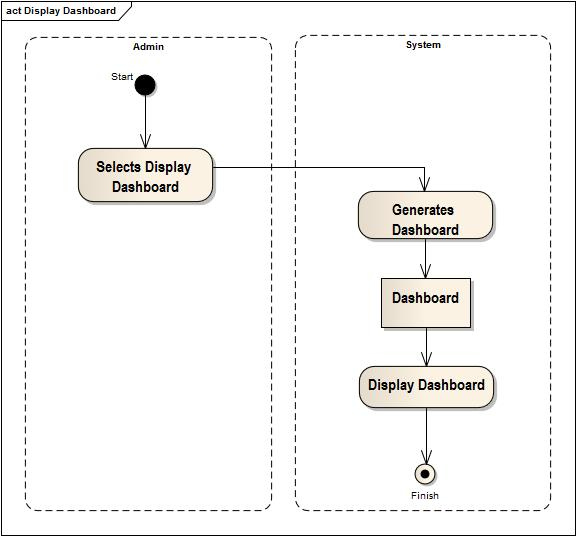 act Display Dashboard
Admin
System
Start
Selects Display
Dashboard
Generates
Dashboard
Dashboard
Display Dashboard
Finish